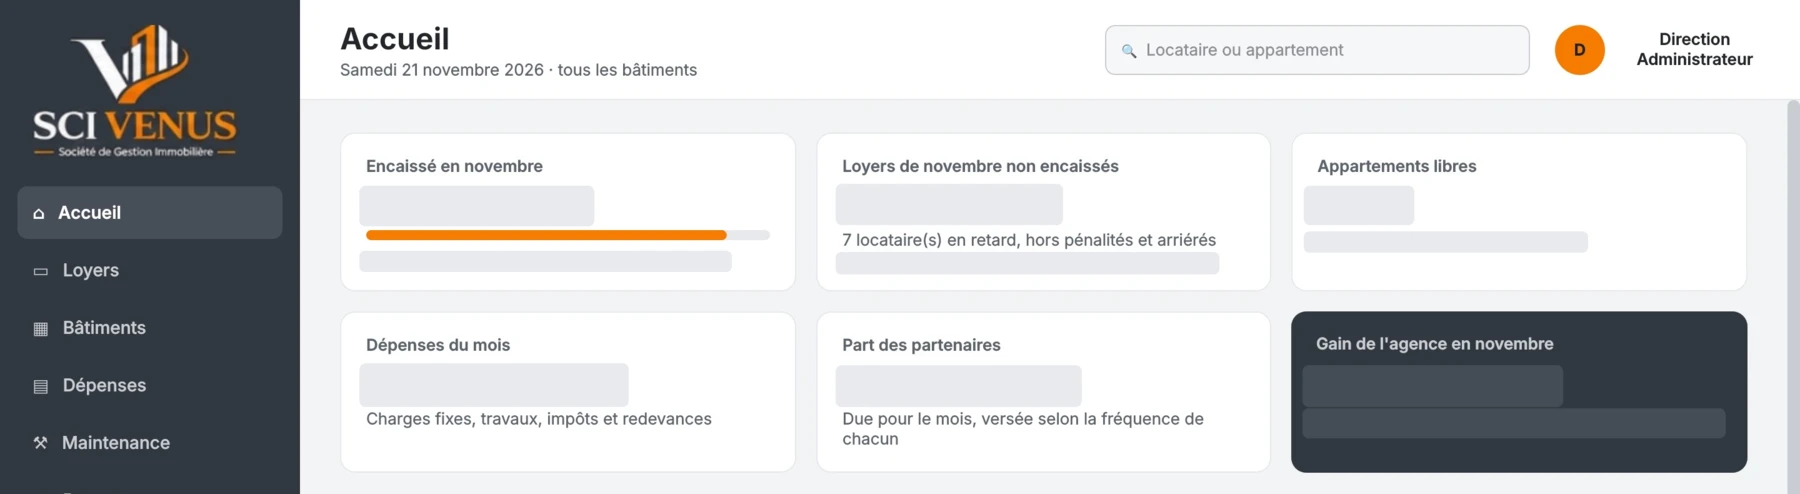 SCI VENUS
Société de Gestion Immobilière
Accueil
Loyers
Bâtiments
Dépenses
Maintenance
Accueil
Samedi 21 novembre 2026 · tous les bâtiments
Locataire ou appartement
D
Direction
Administrateur
Encaissé en novembre
Loyers de novembre non encaissés
7 locataire(s) en retard, hors pénalités et arriérés
Appartements libres
Dépenses du mois
Charges fixes, travaux, impôts et redevances
Part des partenaires
Due pour le mois, versée selon la fréquence de
chacun
Gain de l'agence en novembre